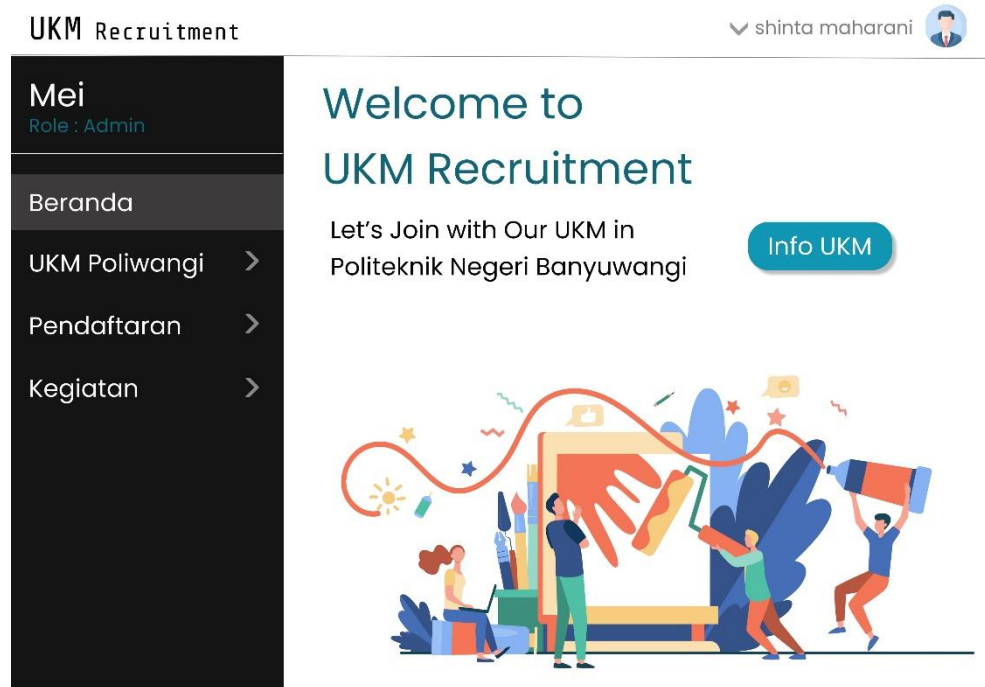 UKM Recruitment
shinta maharani
Mei
Role : Admin
Beranda
UKM Poliwangi
Pendaftaran
Kegiatan
Welcome to
UKM Recruitment
Let's Join with Our UKM in
Politeknik Negeri Banyuwangi
Info UKM